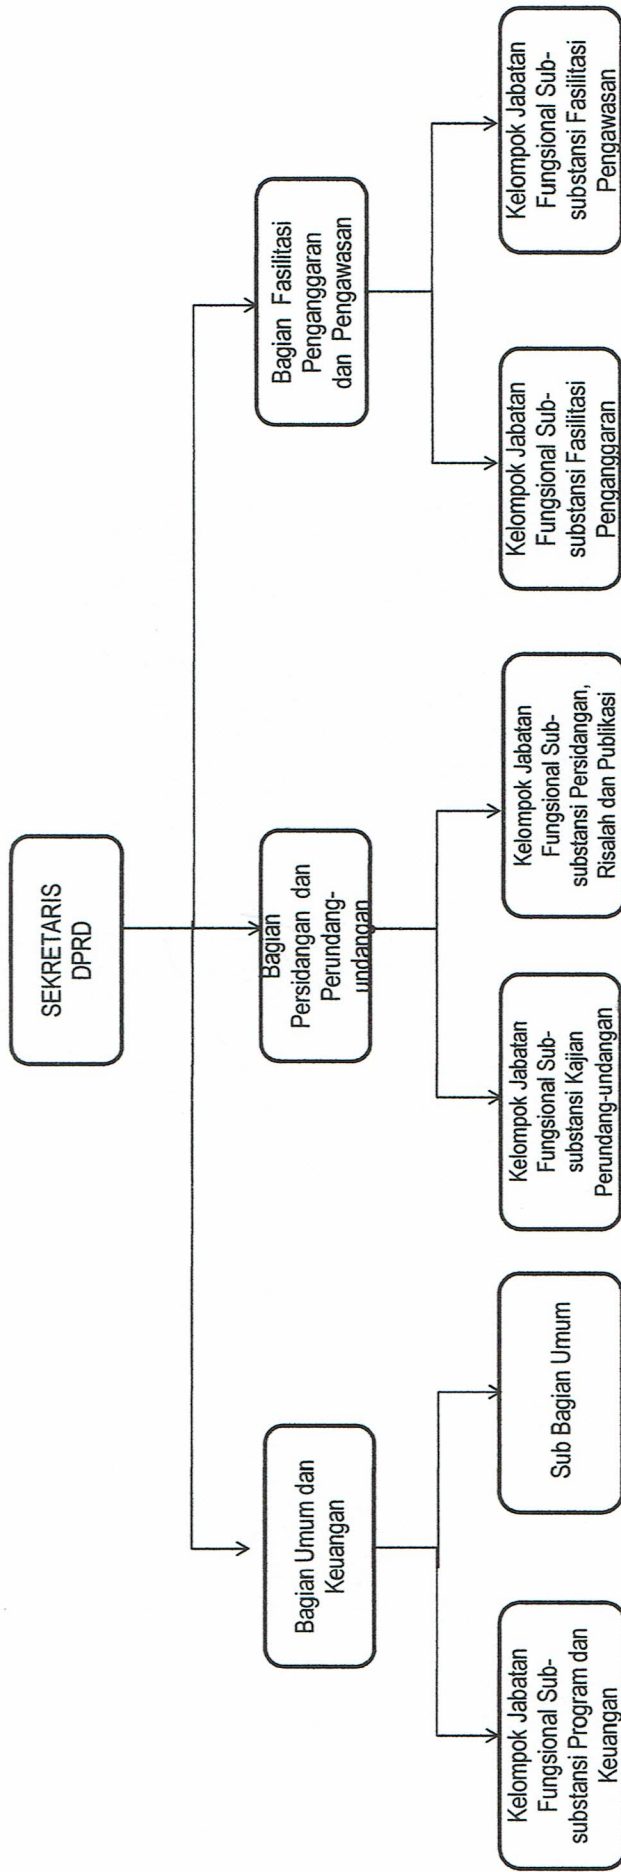 SEKRETARIS
DPRD
Bagian Umum dan
Keuangan
Bagian
Persidangan dan
Perundang-
undangan
Bagian Fasilitasi
Penganggaran
dan Pengawasan
Kelompok Jabatan
Fungsional Sub-
substansi Program dan
Keuangan
Sub Bagian Umum
Kelompok Jabatan
Fungsional Sub-
substansi Kajian
Perundang-undangan
Kelompok Jabatan
Fungsional Sub-
substansi Persidangan,
Risalah dan Publikasi
Kelompok Jabatan
Fungsional Sub-
substansi Fasilitasi
Penganggaran
Kelompok Jabatan
Fungsional Sub-
substansi Fasilitasi
Pengawasan